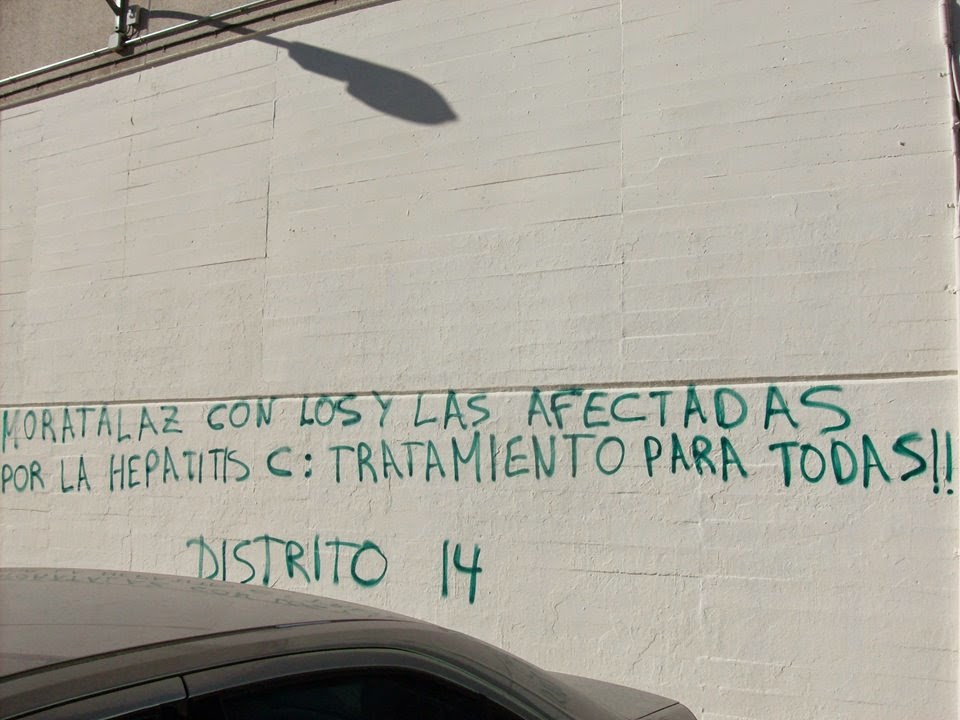 MORATALAZ CON LOS Y LAS AFECTADAS
POR LA HEPATITIS C: TRATAMIENTO PARA TODAS!!
DISTRITO 14